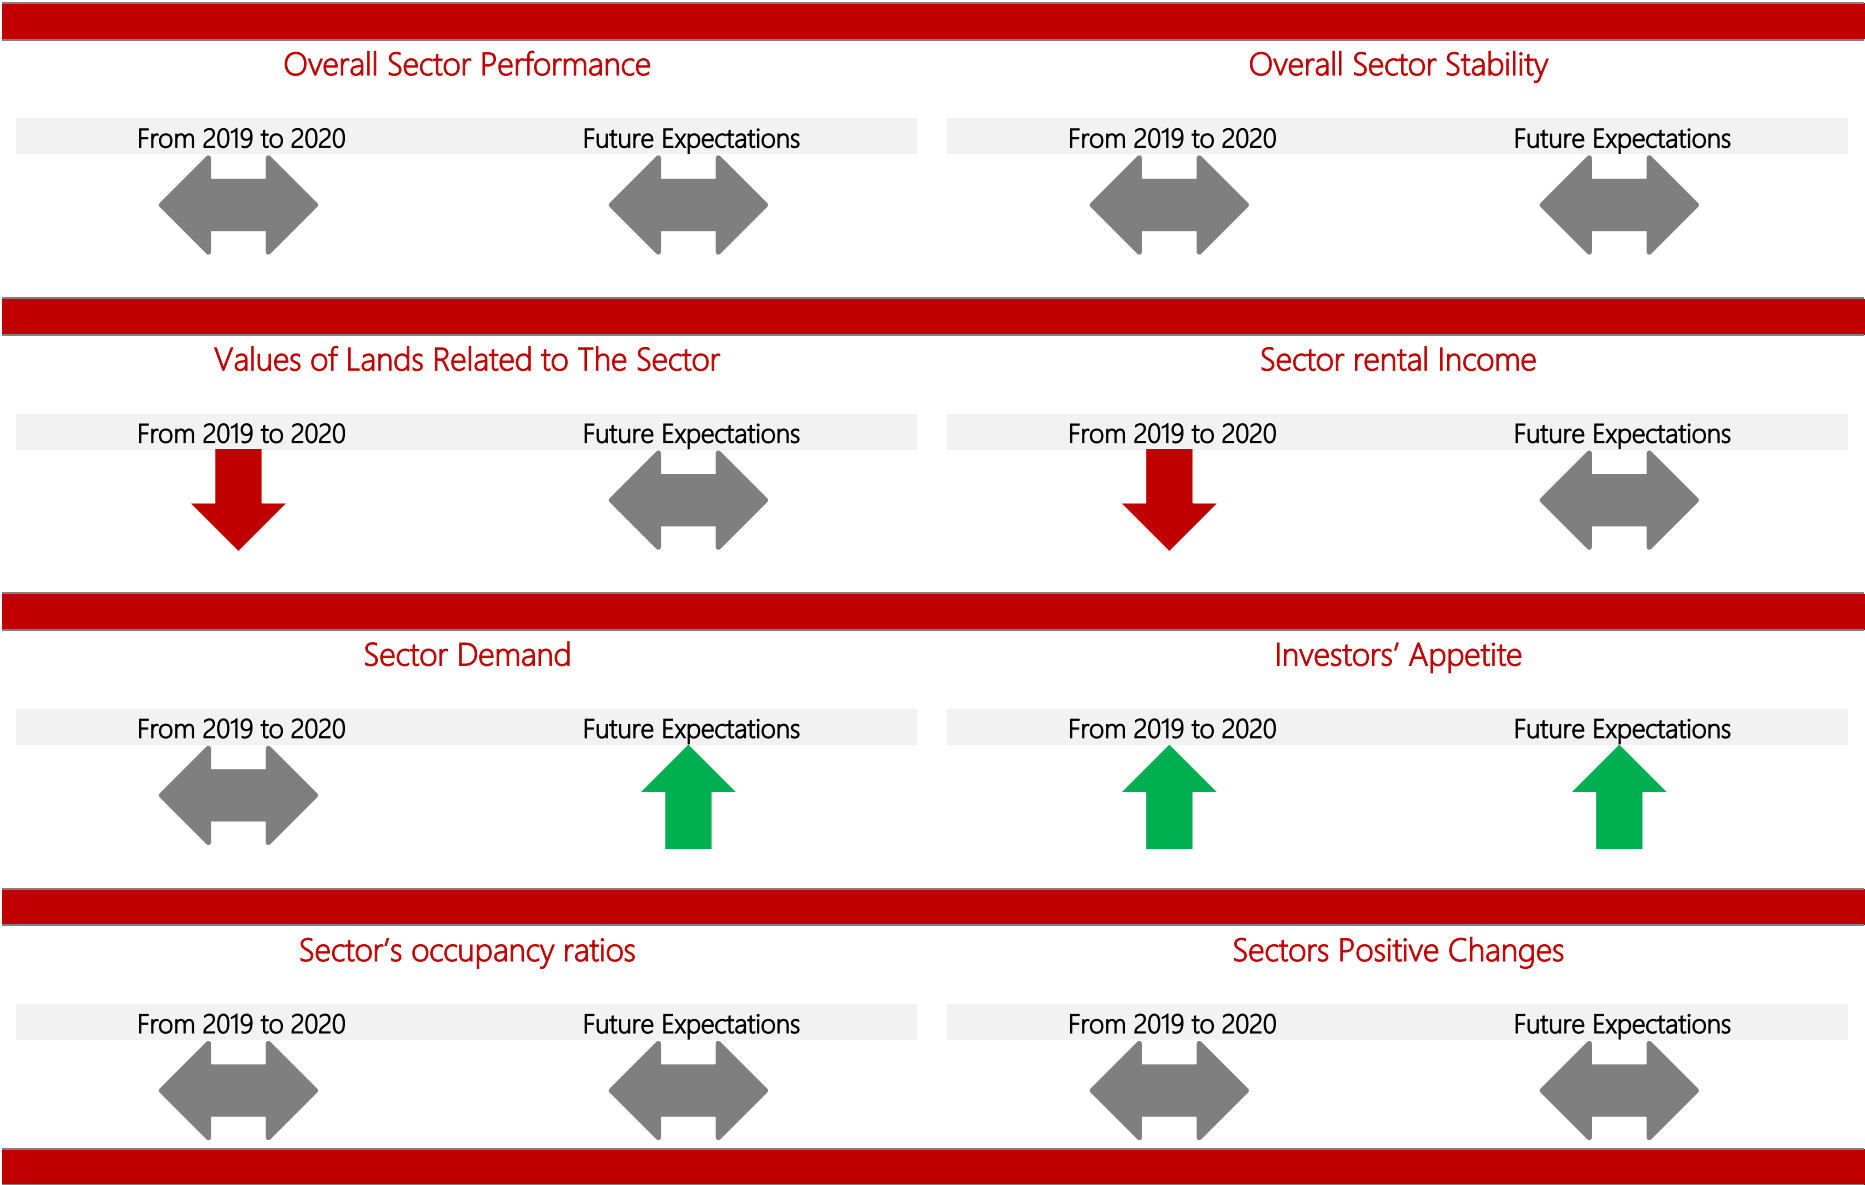 Overall Sector Performance
Overall Sector Stability
From 2019 to 2020
Future Expectations
From 2019 to 2020
Future Expectations
Values of Lands Related to The Sector
Sector rental Income
From 2019 to 2020
Future Expectations
From 2019 to 2020
Future Expectations
Sector Demand
Investors’ Appetite
From 2019 to 2020
Future Expectations
From 2019 to 2020
Future Expectations
Sector’s occupancy ratios
Sectors Positive Changes
From 2019 to 2020
Future Expectations
From 2019 to 2020
Future Expectations